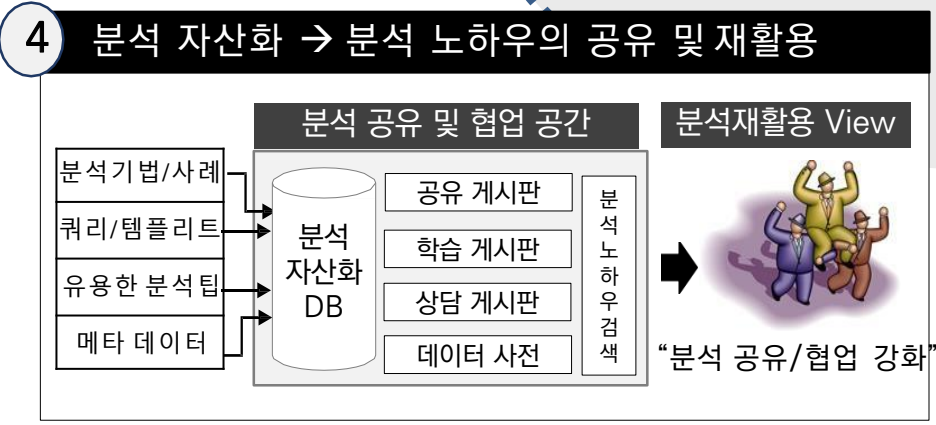 4
분석 자산화 → 분석 노하우의 공유 및 재활용
분석 공유 및 협업 공간
분석재활용 View
분석기법/사례
쿼리/템플리트
유용한 분석팁
메타 데이터
분석
자산화
DB
공유 게시판
학습 게시판
상담 게시판
데이터 사전
분석노하우검색
“분석 공유/협업 강화”